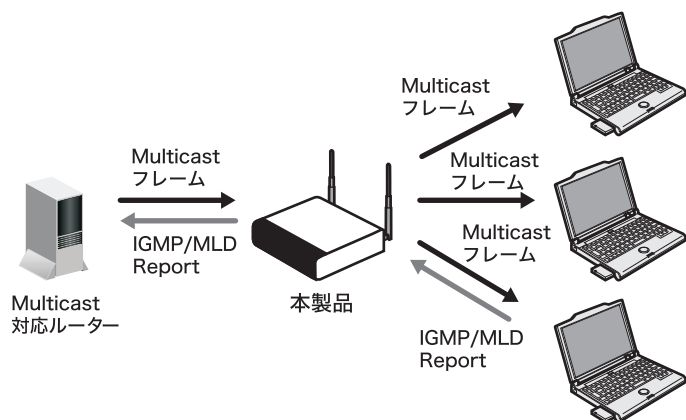 Multicast
フレーム
Multicast
フレーム
Multicast
フレーム
Multicast
フレーム
IGMP/MLD
Report
本製品
Multicast
対応ルーター
IGMP/MLD
Report